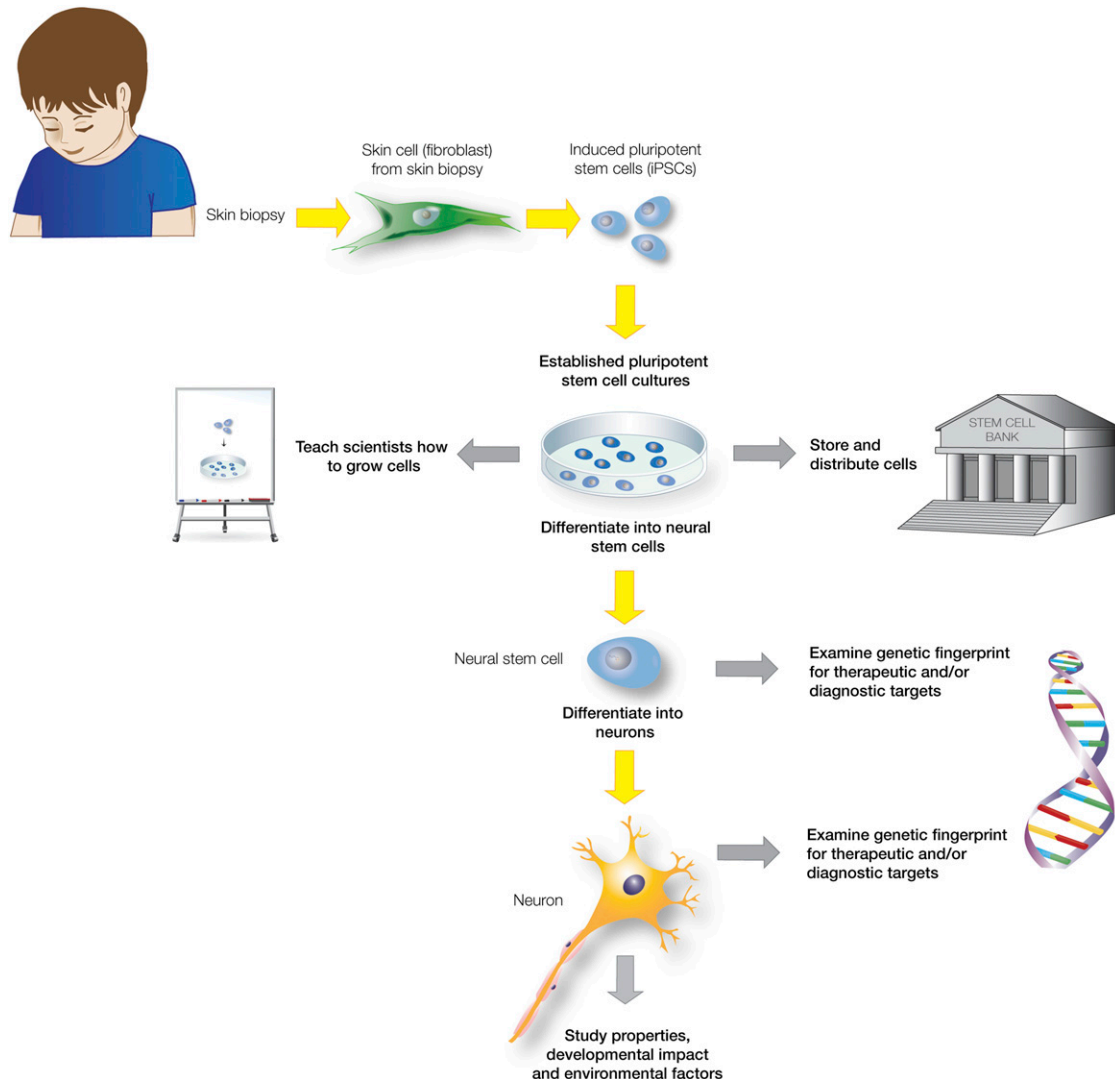 Skin biopsy
Skin cell (fibroblast)
from skin biopsy
Induced pluripotent
stem cells (iPSCs)
Established pluripotent
stem cell cultures
Teach scientists how
to grow cells
Store and
distribute cells
STEM CELL
BANK
Differentiate into neural
stem cells
Neural stem cell
Examine genetic fingerprint
for therapeutic and/or
diagnostic targets
Differentiate into
neurons
Neuron
Examine genetic fingerprint
for therapeutic and/or
diagnostic targets
Study properties,
developmental impact
and environmental factors